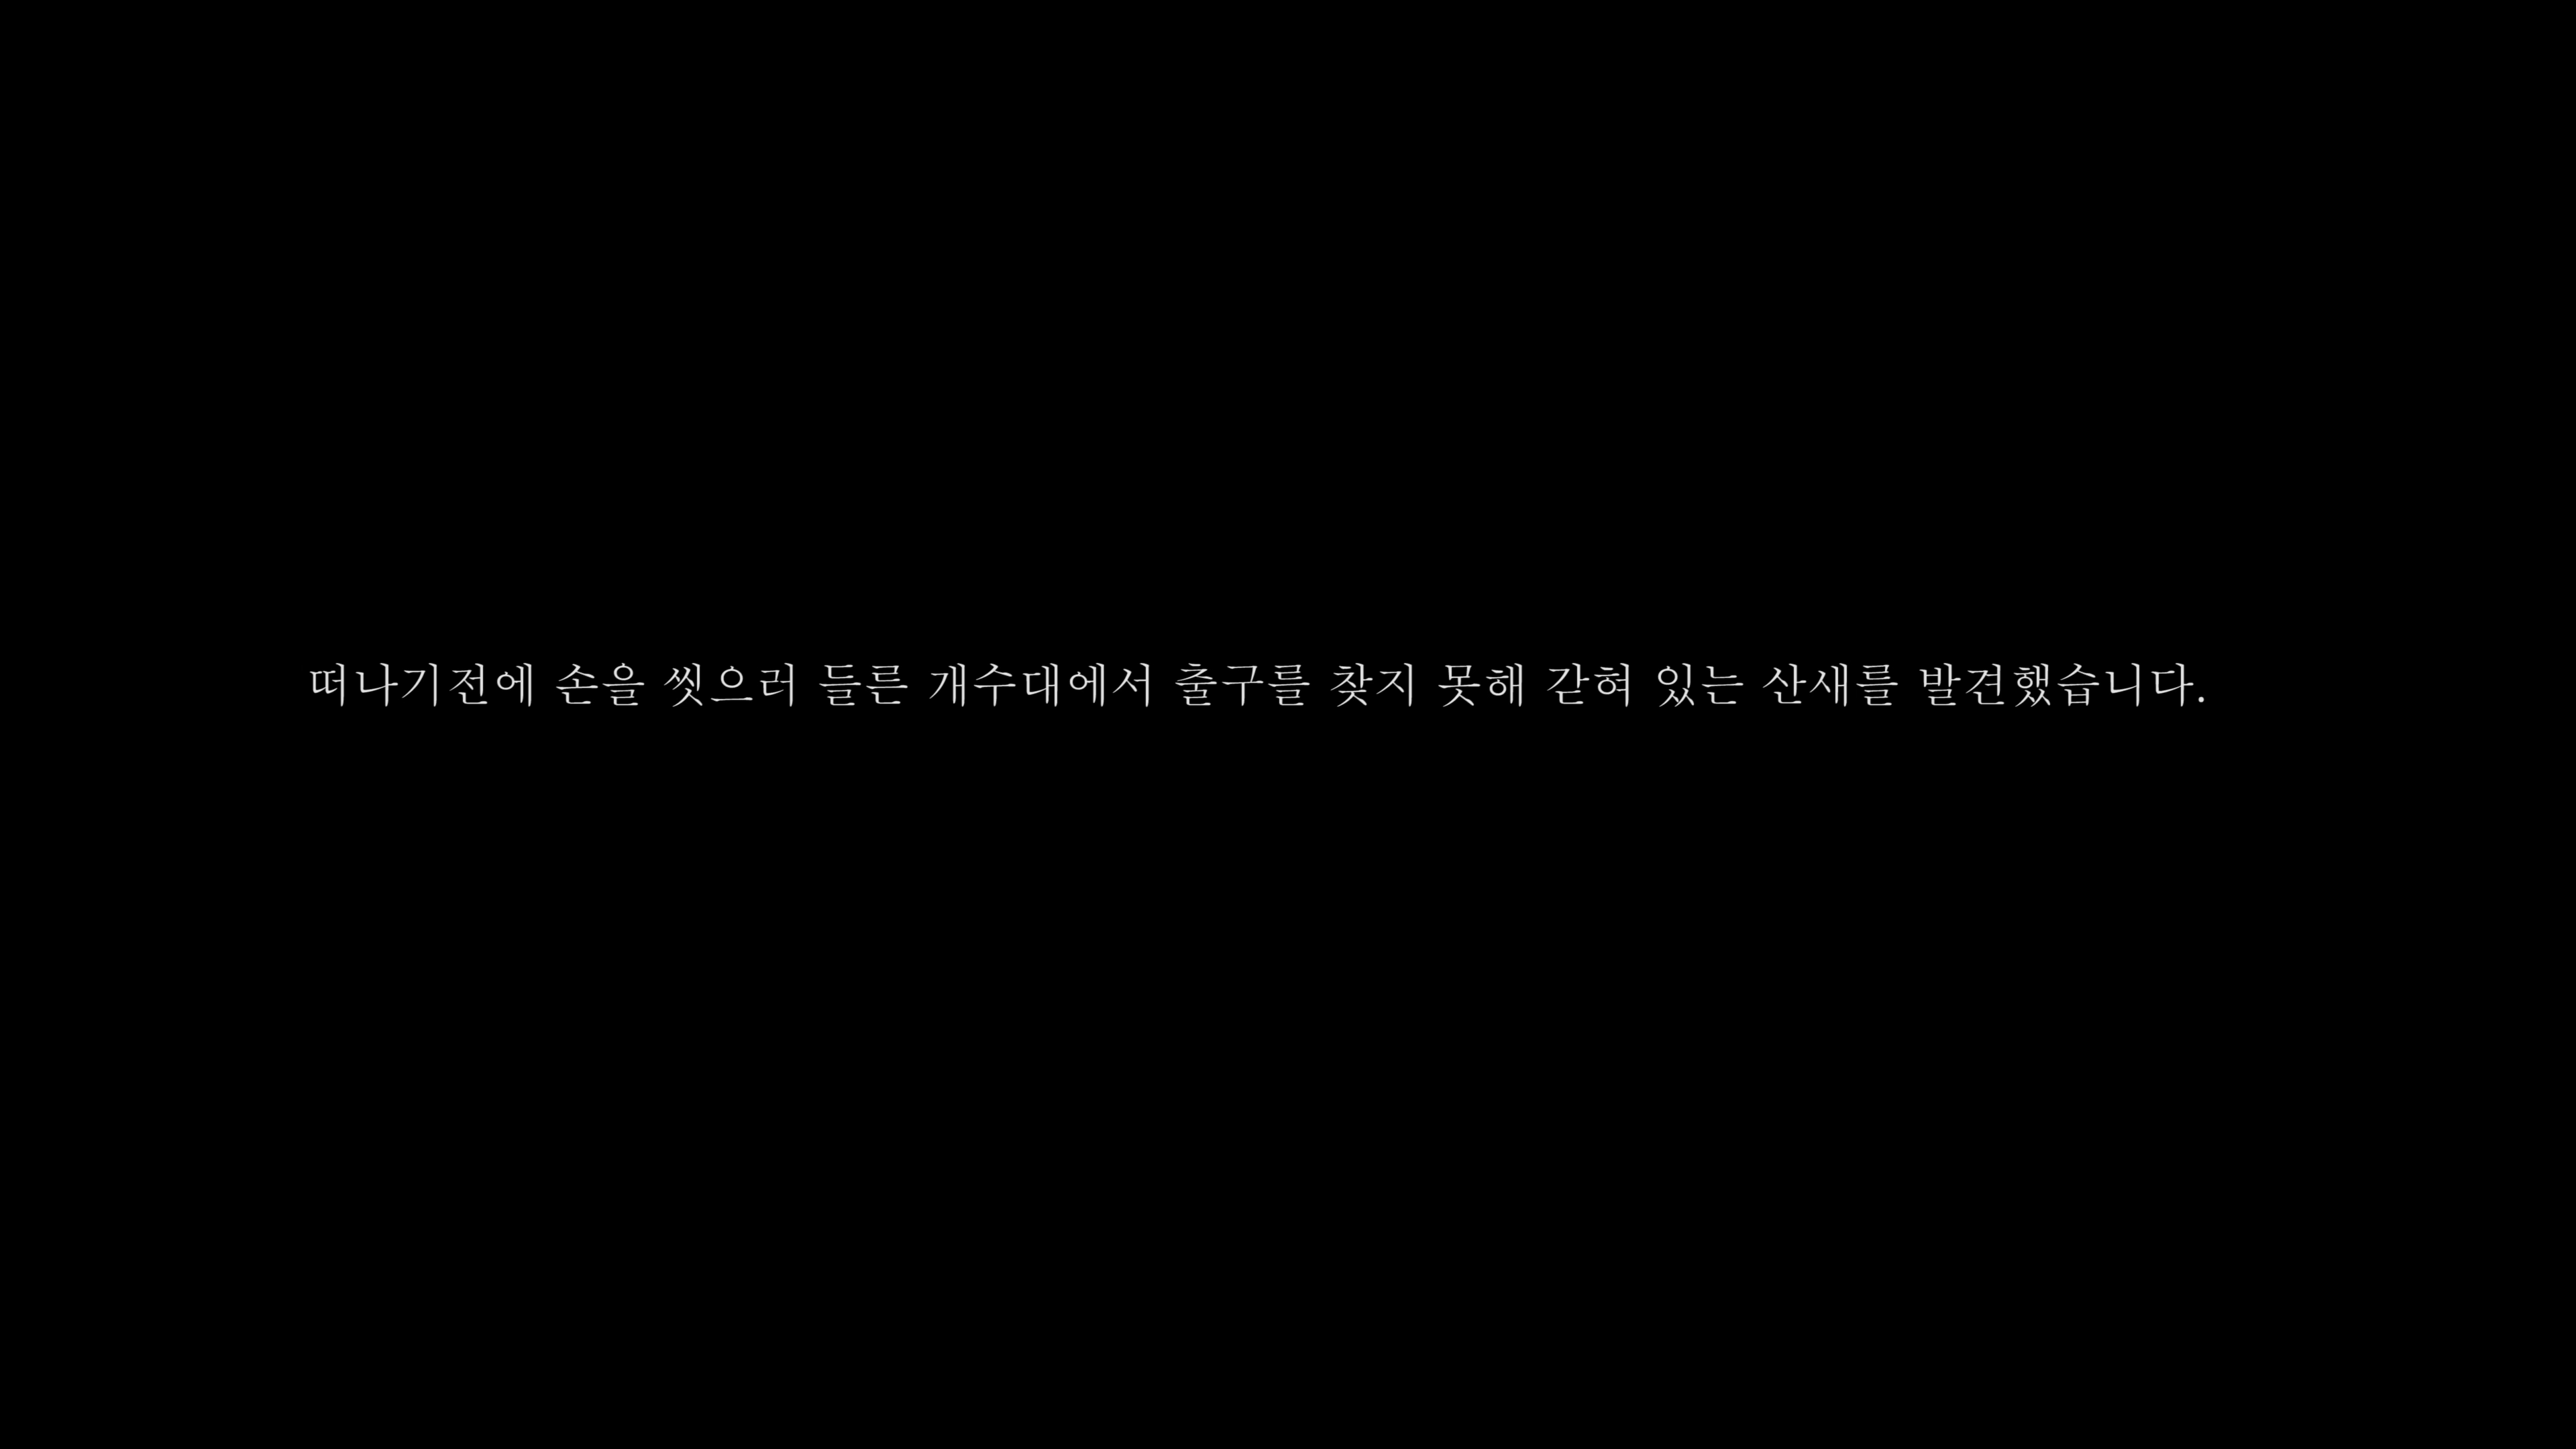 떠나기전에 손을 씻으러 들른 개수대에서 출구를 찾지 못해 갇혀 있는 산새를 발견했습니다.